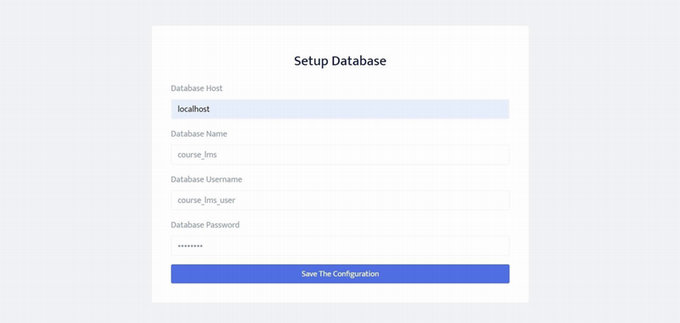 Setup Database
Database Host
localhost
Database Name
course_lms
Database Username
course_lms_user
Database Password
••••••••
Save The Configuration